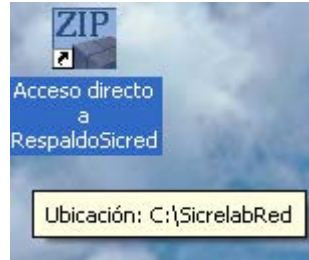 ZIP
Acceso directo
a
RespaldoSicred
Ubicación: C:\SicrelabRed